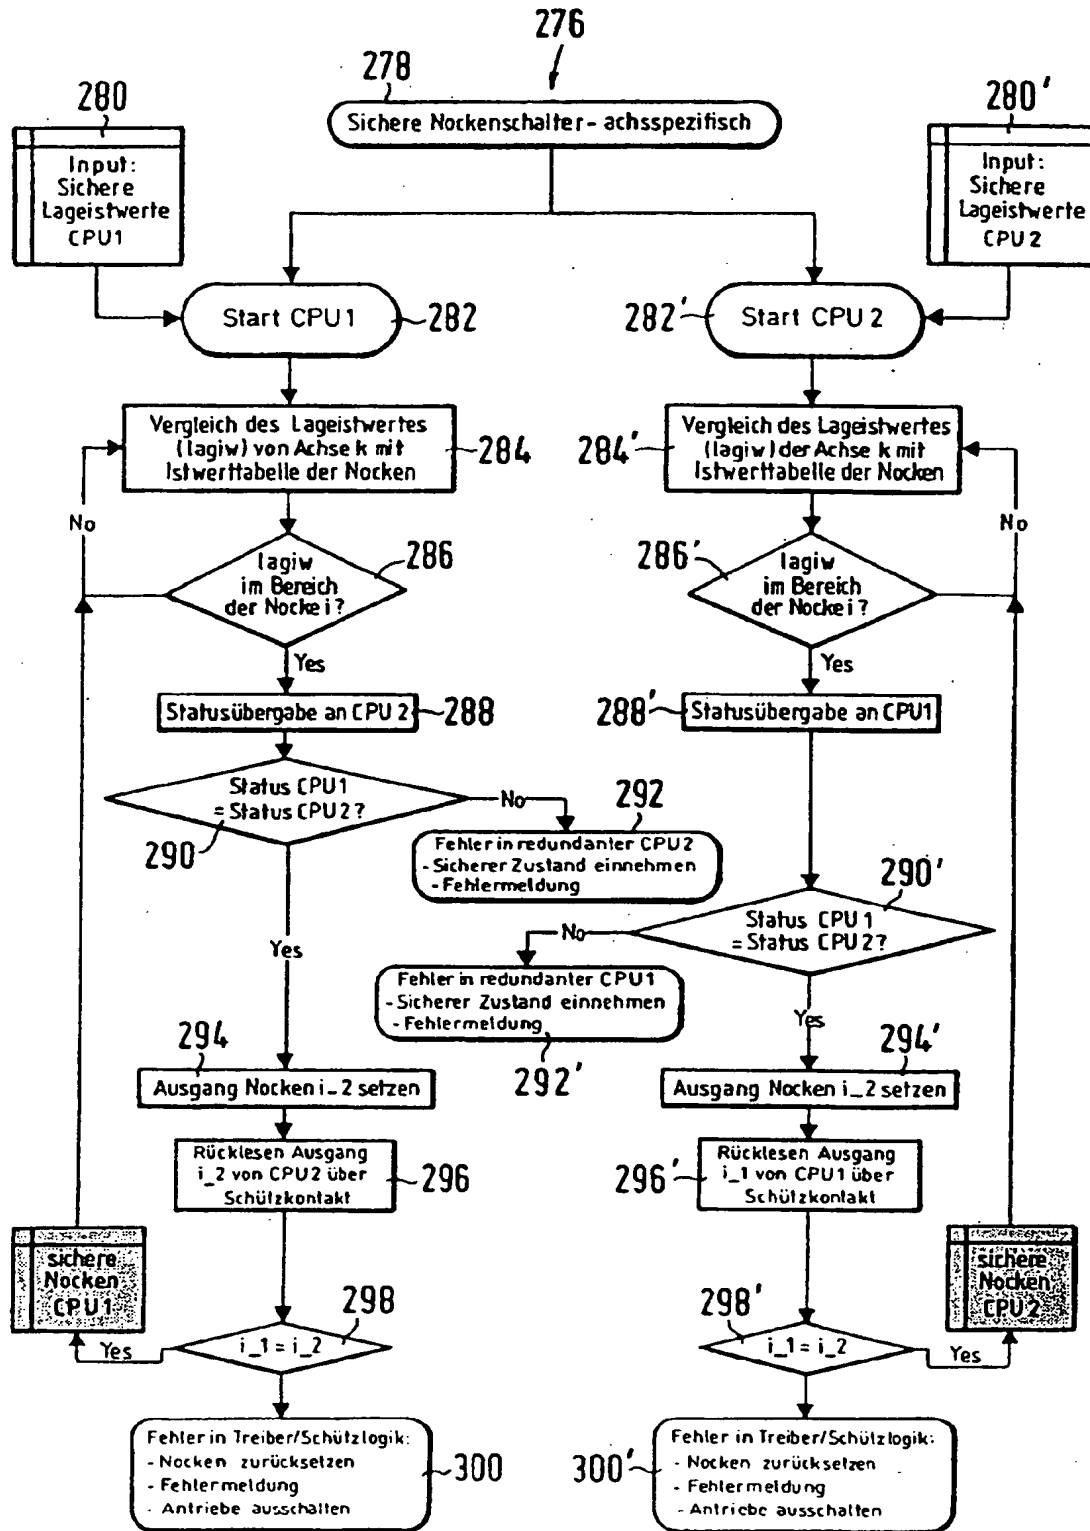 276
278
Sichere Nockenschalter-achsspezifisch
280
Input:
Sichere
Lageistwerte
CPU1
280'
Input:
Sichere
Lageistwerte
CPU2
Start CPU1
282
282'
Start CPU2
Vergleich des Lageistwertes
(lagiw) von Achse k mit
Istwerttabelle der Nocken
284
284'
Vergleich des Lageistwertes
(lagiw) der Achse k mit
Istwerttabelle der Nocken
No
No
lagiw
im Bereich
der Nocke i?
286
286'
lagiw
im Bereich
der Nocke i?
Yes
Yes
Statusübergabe an CPU 2
288
288'
Statusübergabe an CPU1
Status CPU1
= Status CPU2?
290
No
292
Fehler in redundanter CPU2
- Sicherer Zustand einnehmen
- Fehlermeldung
290'
Status CPU1
= Status CPU2?
No
Yes
Fehler in redundanter CPU1
- Sicherer Zustand einnehmen
- Fehlermeldung
292'
Yes
294
Ausgang Nocken i_2 setzen
294'
Ausgang Nocken i_2 setzen
Rücklesen Ausgang
i_2 von CPU2 über
Schützkontakt
296
296'
Rücklesen Ausgang
i_1 von CPU1 über
Schützkontakt
sichere
Nocken
CPU1
sichere
Nocken
CPU2
298
i_1 = i_2
Yes
298'
i_1 = i_2
Yes
Fehler in Treiber/Schützlogik:
- Nocken zurücksetzen
- Fehlermeldung
- Antriebe ausschalten
300
300'
Fehler in Treiber/Schützlogik:
- Nocken zurücksetzen
- Fehlermeldung
- Antriebe ausschalten